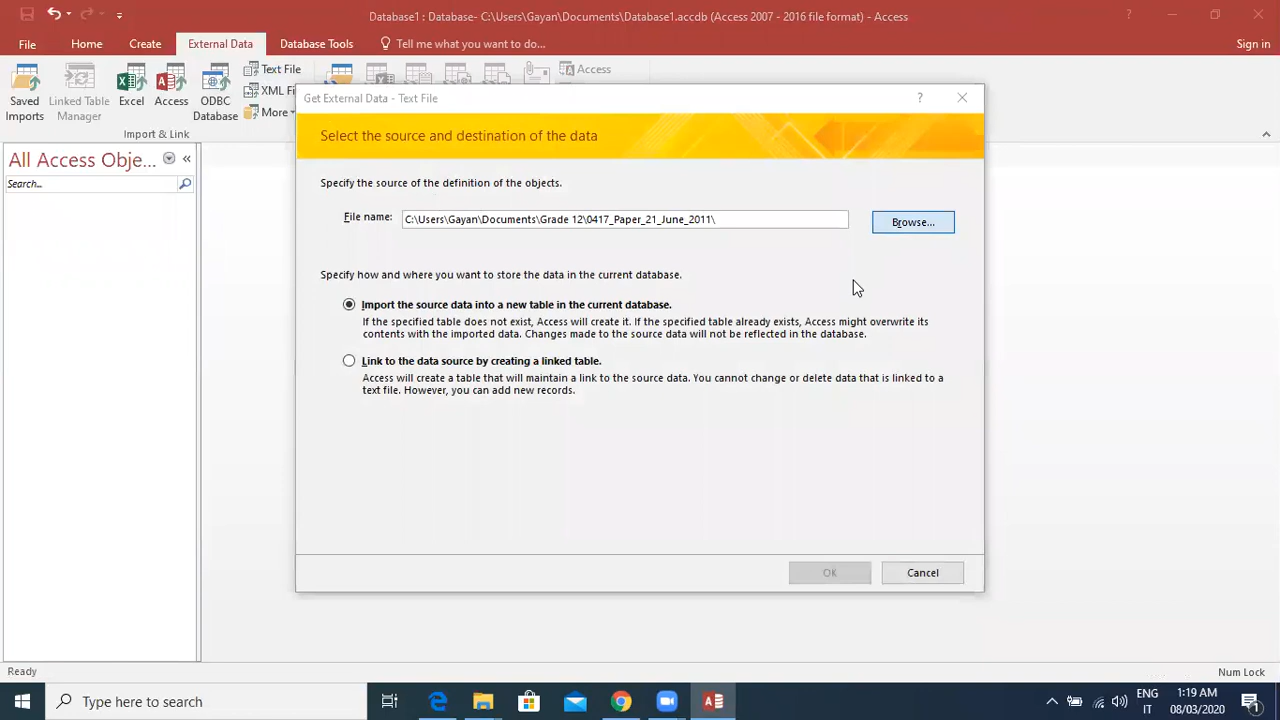 Database1 : Database- C:\Users\Gayan\Documents\Database1.accdb (Access 2007 - 2016 file format) - Access
File
Home
Create
External Data
Database Tools
Tell me what you want to do...
Sign in
Saved Imports
Linked Table Manager
Excel
Access
ODBC Database
Text File
XML Fi
More
Access
Import & Link
All Access Obje...
Search...
Get External Data - Text File
Select the source and destination of the data
Specify the source of the definition of the objects.
File name:
C:\Users\Gayan\Documents\Grade 12\0417_Paper_21_June_2011\
Browse...
Specify how and where you want to store the data in the current database.
Import the source data into a new table in the current database.
If the specified table does not exist, Access will create it. If the specified table already exists, Access might overwrite its
contents with the imported data. Changes made to the source data will not be reflected in the database.
Link to the data source by creating a linked table.
Access will create a table that will maintain a link to the source data. You cannot change or delete data that is linked to a
text file. However, you can add new records.
OK
Cancel
Ready
Num Lock
Type here to search
ENG
IT
1:19 AM
08/03/2020
1